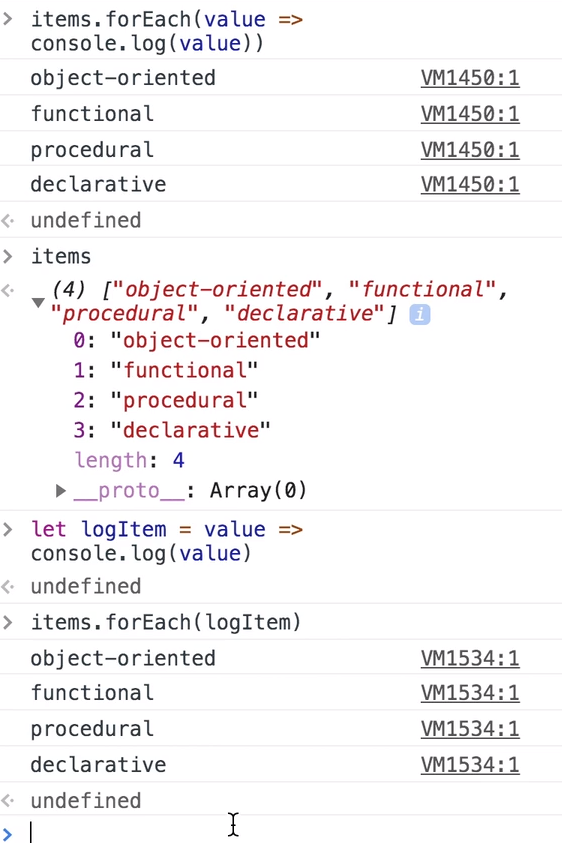 items.forEach(value =>
console.log(value))
object-oriented VM1450:1
functional VM1450:1
procedural VM1450:1
declarative VM1450:1
undefined
items
(4) ["object-oriented", "functional",
"procedural", "declarative"] i
0: "object-oriented"
1: "functional"
2: "procedural"
3: "declarative"
length: 4
__proto__: Array(0)
let logItem = value =>
console.log(value)
undefined
items.forEach(logItem)
object-oriented VM1534:1
functional VM1534:1
procedural VM1534:1
declarative VM1534:1
undefined